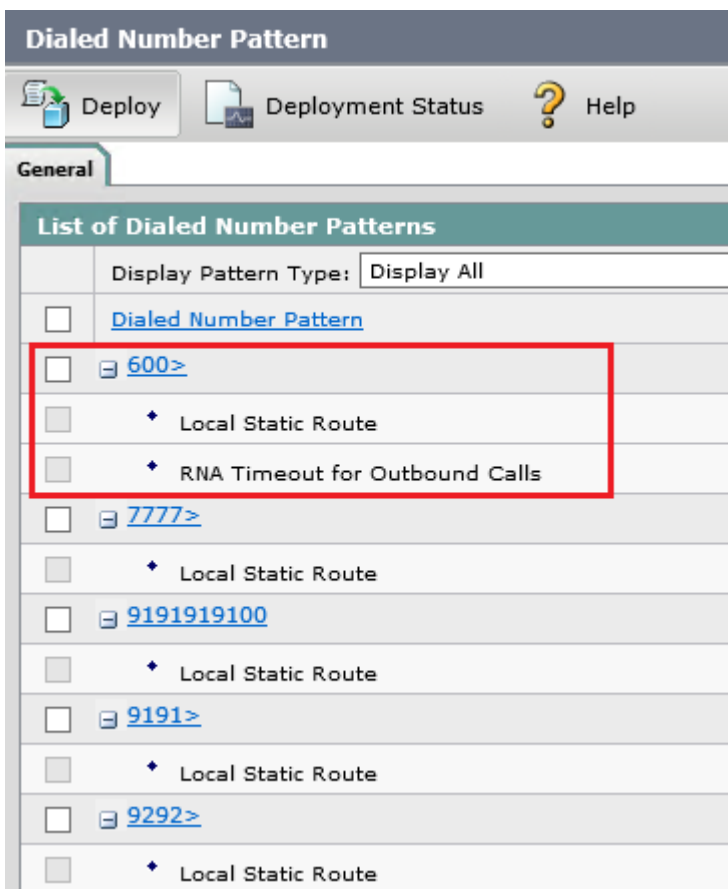 Dialed Number Pattern
Deploy Deployment Status Help
General
List of Dialed Number Patterns
Display Pattern Type: Display All
Dialed Number Pattern
600>
Local Static Route
RNA Timeout for Outbound Calls
7777>
Local Static Route
9191919100
Local Static Route
9191>
Local Static Route
9292>
Local Static Route